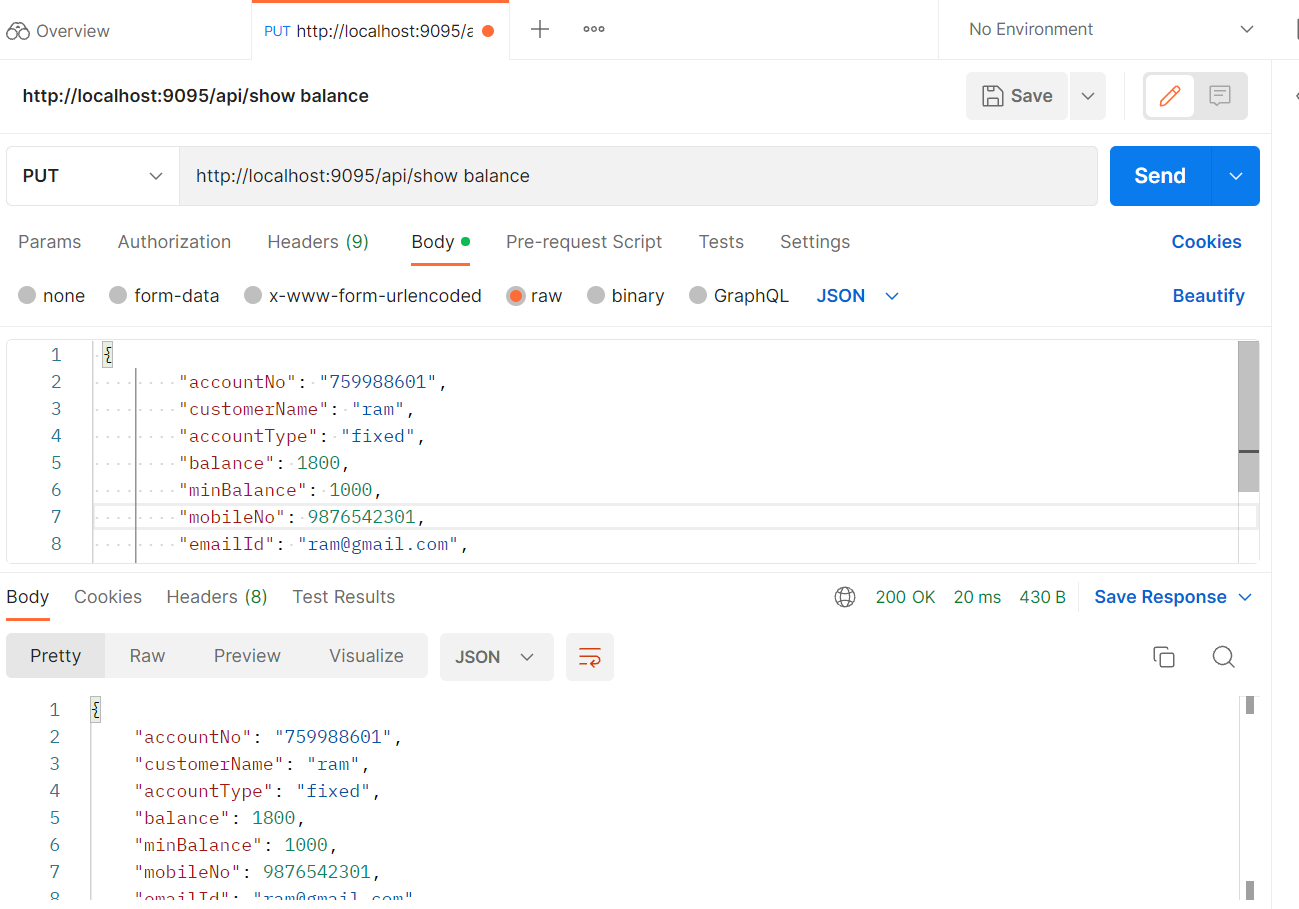 Overview
PUT http://localhost:9095/a
No Environment
http://localhost:9095/api/show balance
Save
PUT
http://localhost:9095/api/show balance
Send
Params Authorization Headers (9) Body Pre-request Script Tests Settings Cookies
none form-data x-www-form-urlencoded raw binary GraphQL JSON Beautify
1 {
2 "accountNo": "759988601",
3 "customerName": "ram",
4 "accountType": "fixed",
5 "balance": 1800,
6 "minBalance": 1000,
7 "mobileNo": 9876542301,
8 "emailId": "ram@gmail.com",
Body Cookies Headers (8) Test Results 200 OK 20 ms 430 B Save Response
Pretty Raw Preview Visualize JSON
1 {
2 "accountNo": "759988601",
3 "customerName": "ram",
4 "accountType": "fixed",
5 "balance": 1800,
6 "minBalance": 1000,
7 "mobileNo": 9876542301,
8 "emailId": "ram@gmail.com"